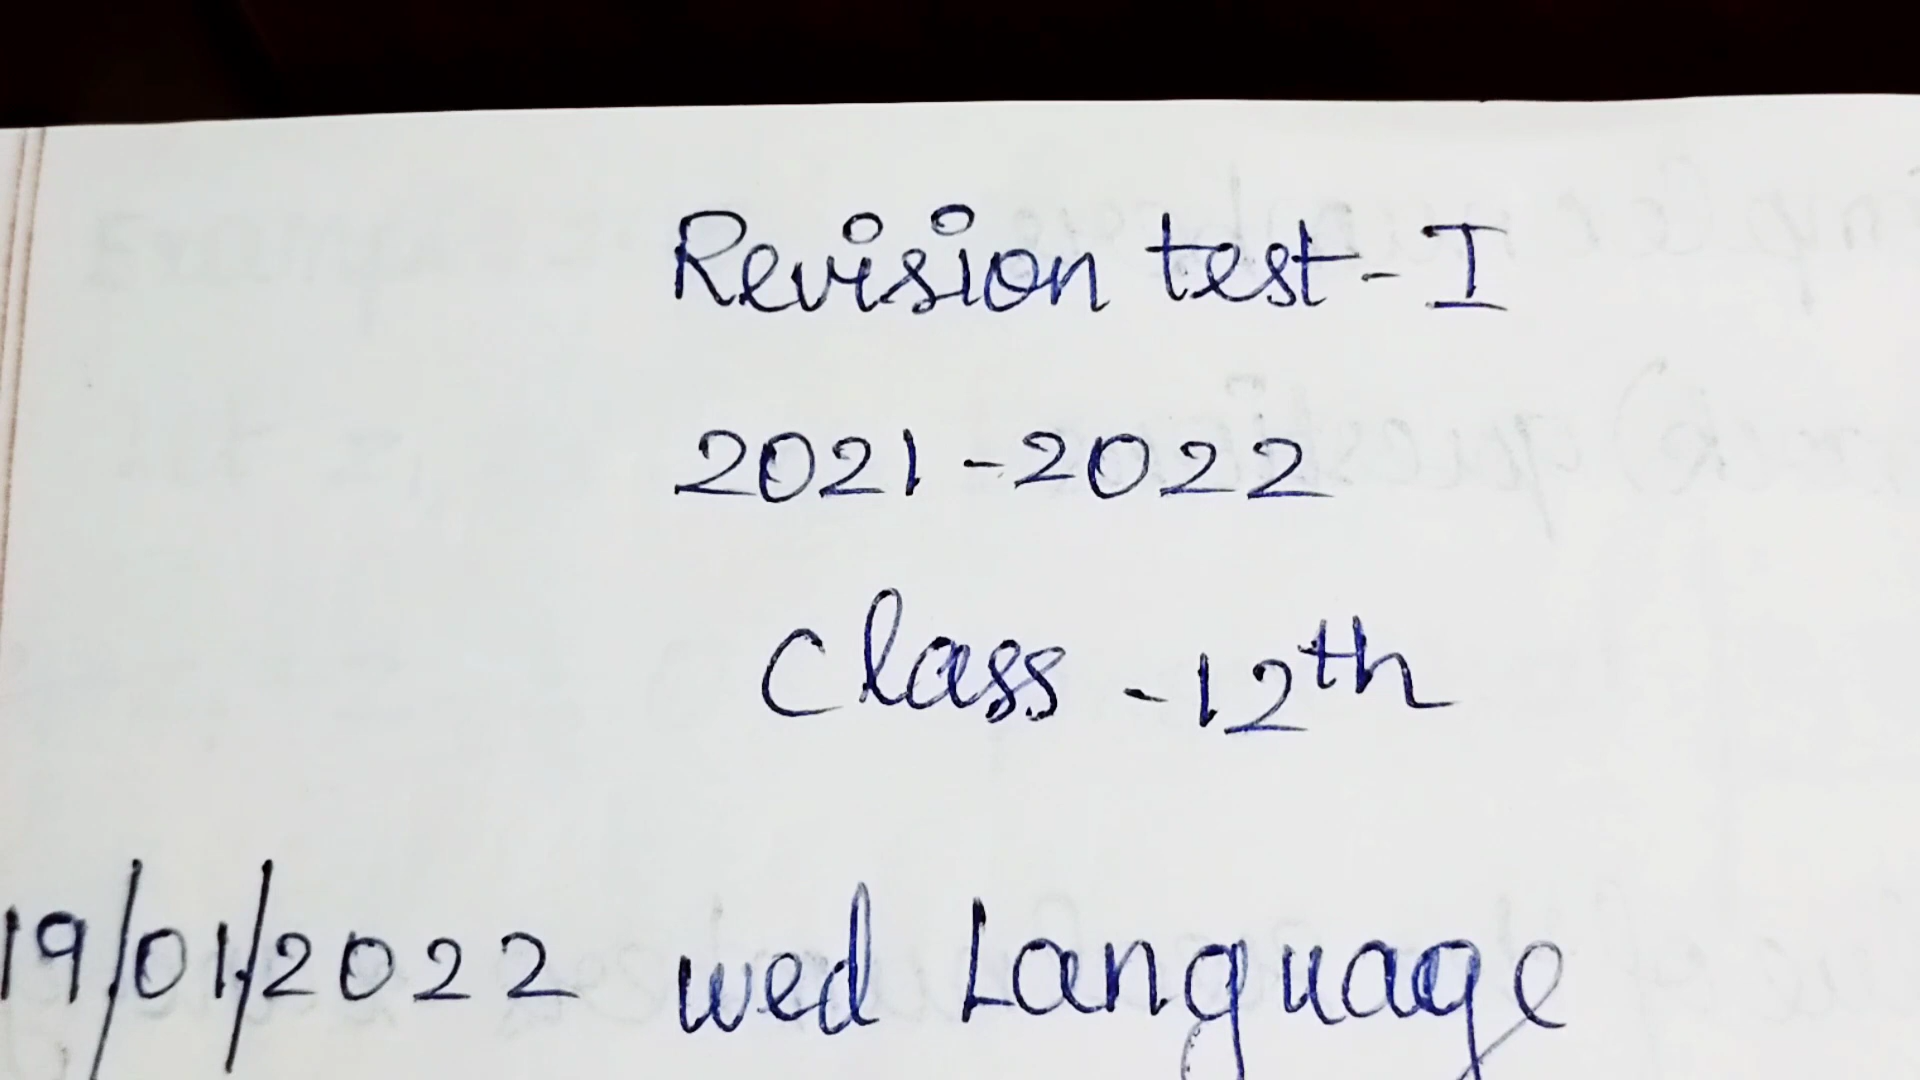 Revision test - I
2021-2022
Class - 12th
19/01/2022 wed Language